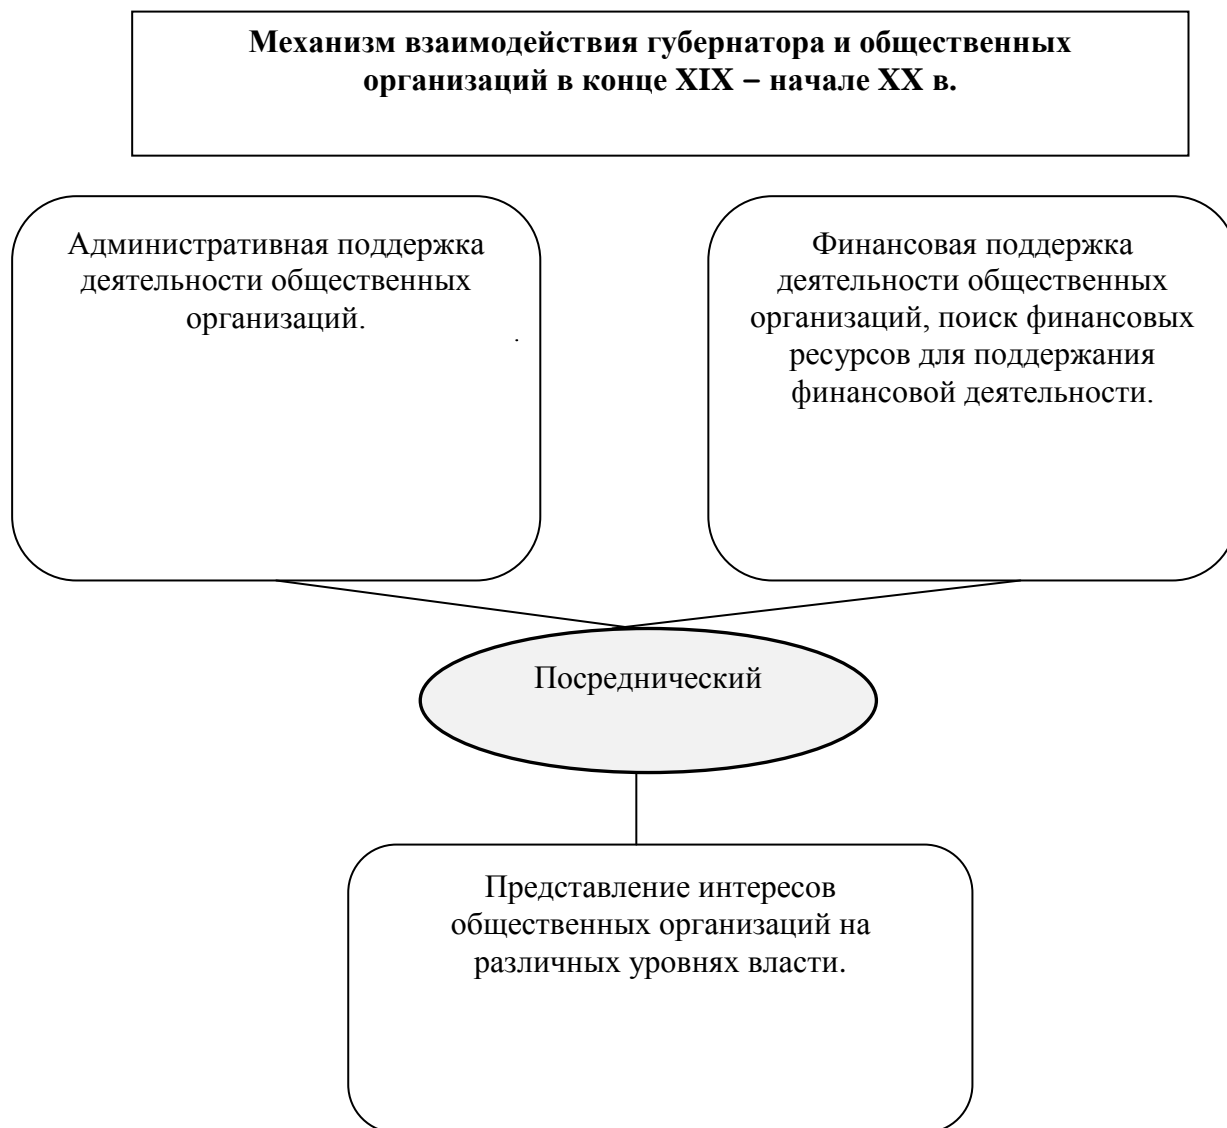 Механизм взаимодействия губернатора и общественных
организаций в конце XIX – начале XX в.
Административная поддержка
деятельности общественных
организаций.
.
Финансовая поддержка
деятельности общественных
организаций, поиск финансовых
ресурсов для поддержания
финансовой деятельности.
Посреднический
Представление интересов
общественных организаций на
различных уровнях власти.